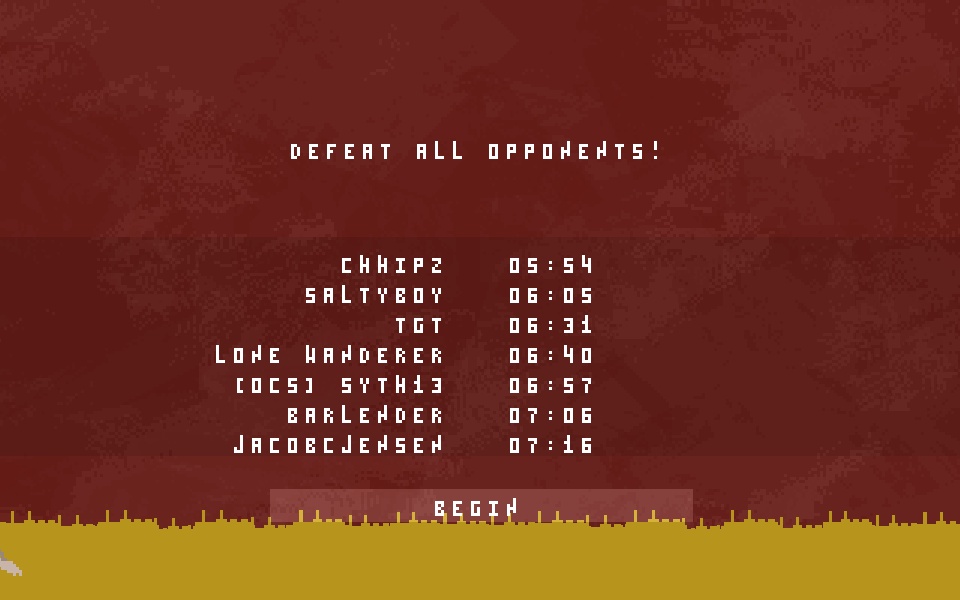 DEFEAT ALL OPPONENTS!
CHHIPZ 05:54
SALTYBOY 06:05
TGT 06:31
LONE WANDERER 06:40
[OCS] SYTH13 06:57
BARLENDER 07:06
JACOBCJENSEN 07:16
BEGIN